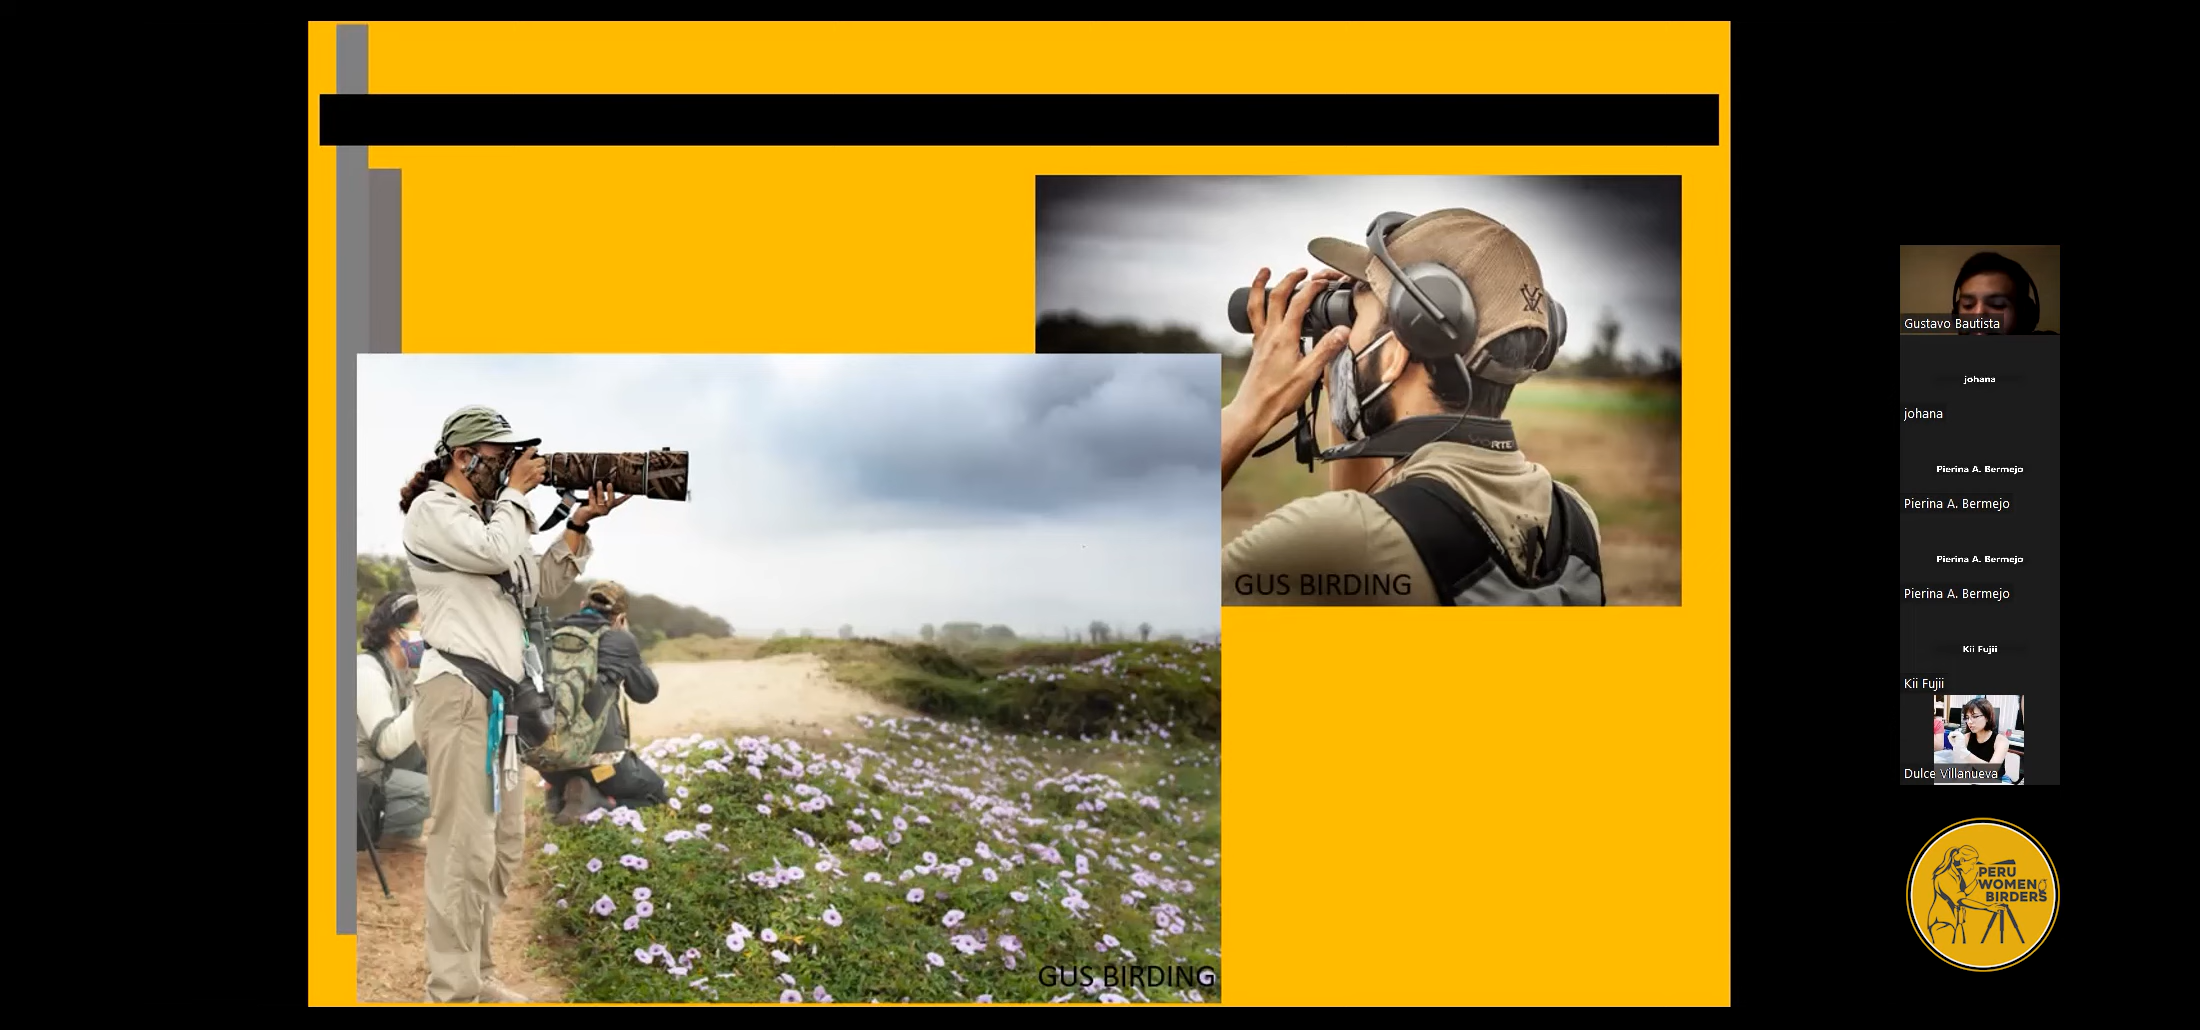 GUS BIRDING
GUS BIRDING
Gustavo Bautista
johana
johana
Pierina A. Bermejo
Pierina A. Bermejo
Pierina A. Bermejo
Pierina A. Bermejo
Kii Fujii
Kii Fujii
Dulce Villanueva
PERU
WOMEN
BIRDERS